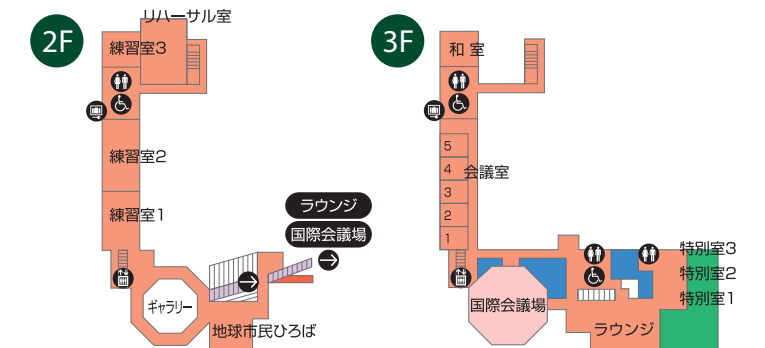 2F
リハーサル室
練習室3
練習室2
練習室1
ラウンジ
国際会議場
ギャラリー
地球市民ひろば
3F
和室
5
会議室
4
3
2
1
特別室3
特別室2
特別室1
国際会議場
ラウンジ